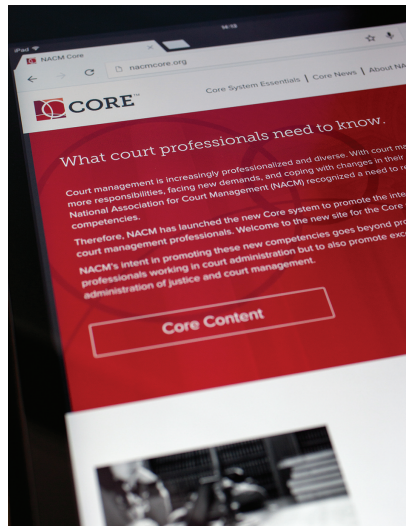 iPad
14:19
NACM Core
nacmcore.org
CORE™
Core System Essentials | Core News | About NA
What court professionals need to know.
Court management is increasingly professionalized and diverse. With court ma
more responsibilities, facing new demands, and coping with changes in their
National Association for Court Management (NACM) recognized a need to re
competencies.
Therefore, NACM has launched the new Core system to promote the inte
court management professionals. Welcome to the new site for the Core
NACM's intent in promoting these new competencies goes beyond pro
professionals working in court administration but to also promote exc
administration of justice and court management.
Core Content